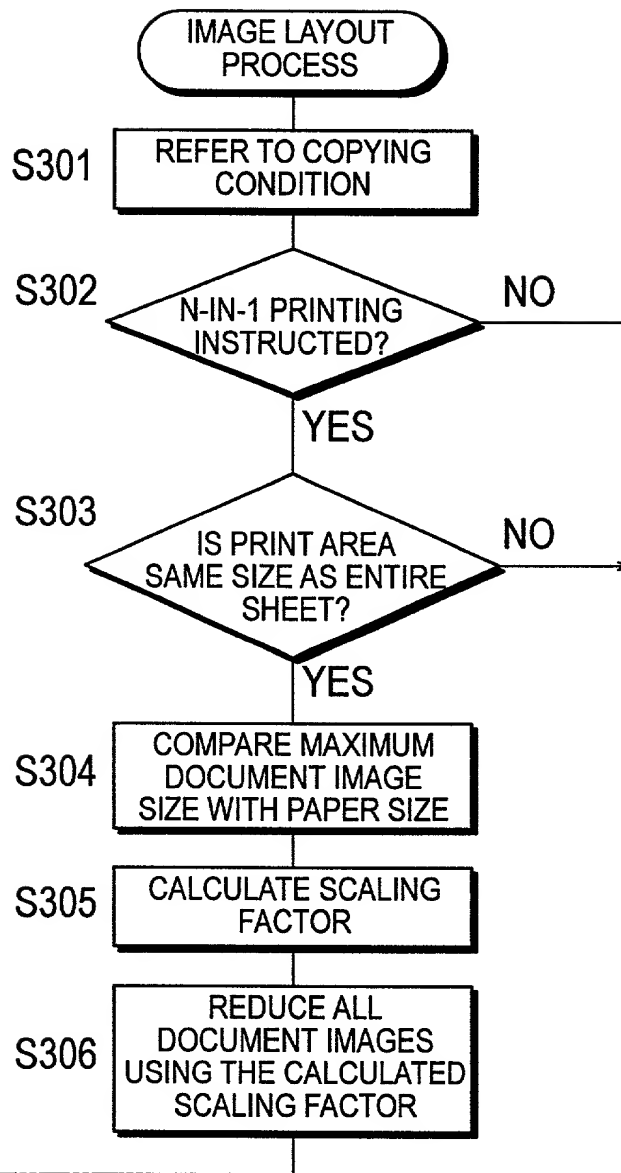 IMAGE LAYOUT
PROCESS
S301
REFER TO COPYING
CONDITION
S302
N-IN-1 PRINTING
INSTRUCTED?
NO
YES
S303
IS PRINT AREA
SAME SIZE AS ENTIRE
SHEET?
NO
YES
S304
COMPARE MAXIMUM
DOCUMENT IMAGE
SIZE WITH PAPER SIZE
S305
CALCULATE SCALING
FACTOR
S306
REDUCE ALL
DOCUMENT IMAGES
USING THE CALCULATED
SCALING FACTOR